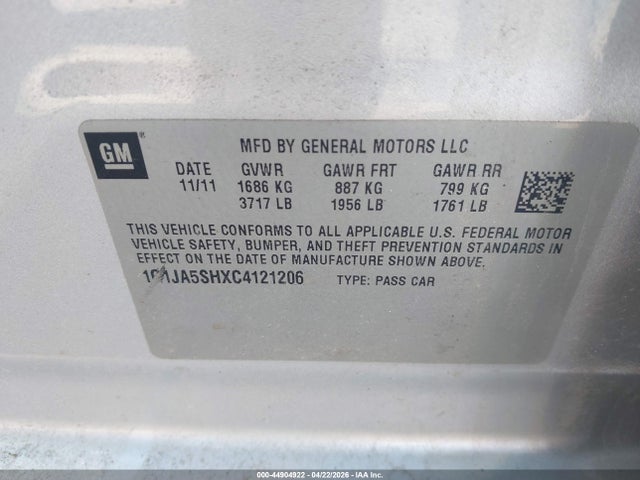 GM
MFD BY GENERAL MOTORS LLC
DATE GVWR GAWR FRT GAWR RR
11/11 1686 KG 887 KG 799 KG
3717 LB 1956 LB 1761 LB
THIS VEHICLE CONFORMS TO ALL APPLICABLE U.S. FEDERAL MOTOR
VEHICLE SAFETY, BUMPER, AND THEFT PREVENTION STANDARDS IN
EFFECT ON THE DATE OF MANUFACTURE SHOWN ABOVE.
TYPE: PASS CAR
000-44904922 | 04/22/2026 - IAA, Inc.